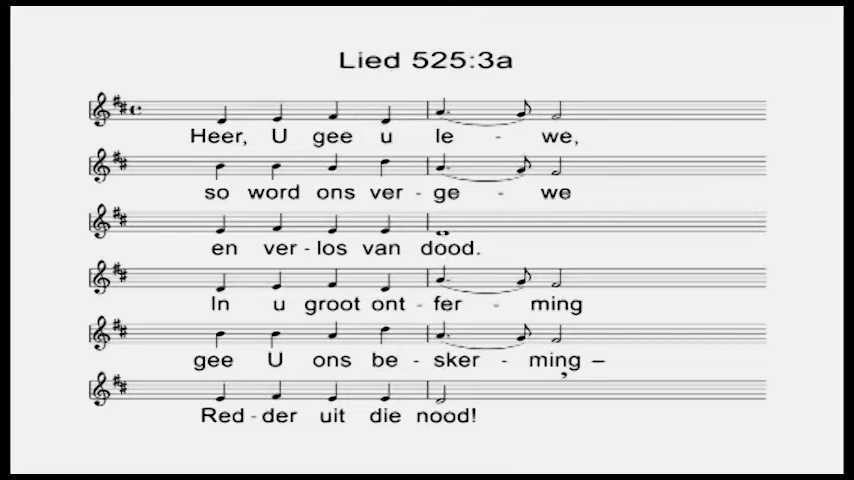 Lied 525:3a
Heer, U gee u le - we,
so word ons ver - ge - we
en ver - los van dood.
In u groot ont - fer - ming
gee U ons be - sker - ming –
Red - der uit die nood!